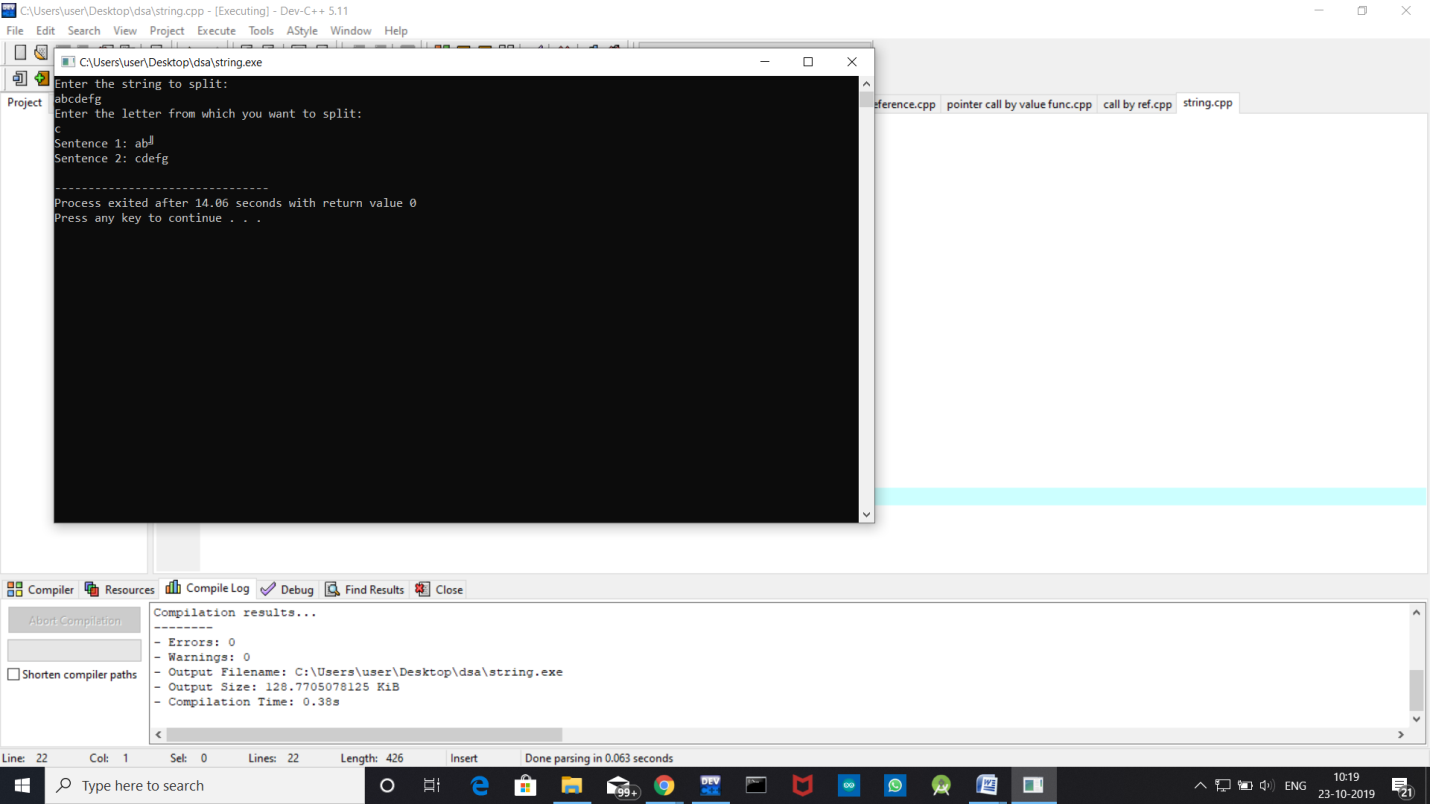 C:\Users\user\Desktop\dsa\string.cpp - [Executing] - Dev-C++ 5.11
File Edit Search View Project Execute Tools AStyle Window Help
C:\Users\user\Desktop\dsa\string.exe
Project
eference.cpp pointer call by value func.cpp call by ref.cpp string.cpp
Enter the string to split:
abcdefg
Enter the letter from which you want to split:
c
Sentence 1: ab╝
Sentence 2: cdefg
--------------------------------
Process exited after 14.06 seconds with return value 0
Press any key to continue . . .
Compiler Resources Compile Log Debug Find Results Close
Abort Compilation
Shorten compiler paths
Compilation results...
--------
- Errors: 0
- Warnings: 0
- Output Filename: C:\Users\user\Desktop\dsa\string.exe
- Output Size: 128.7705078125 KiB
- Compilation Time: 0.38s
Line: 22 Col: 1 Sel: 0 Lines: 22 Length: 426 Insert Done parsing in 0.063 seconds
Type here to search
99+
DEV
ENG
10:19
23-10-2019
21